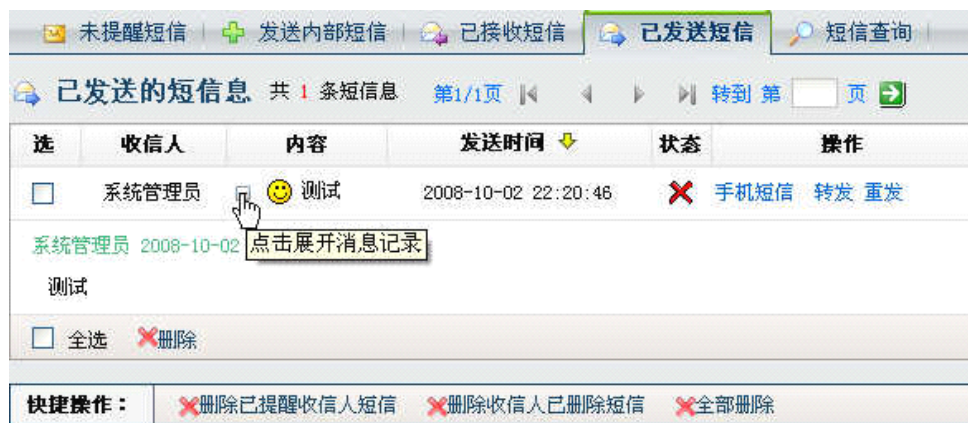 未提醒短信 发送内部短信 已接收短信 已发送短信 短信查询
已发送的短信息 共 1 条短信息 第1/1页 转到 第 页
选 收信人 内容 发送时间 状态 操作
系统管理员 测试 2008-10-02 22:20:46 手机短信 转发 重发
系统管理员 2008-10-02
点击展开消息记录
测试
全选 删除
快捷操作： 删除已提醒收信人短信 删除收信人已删除短信 全部删除